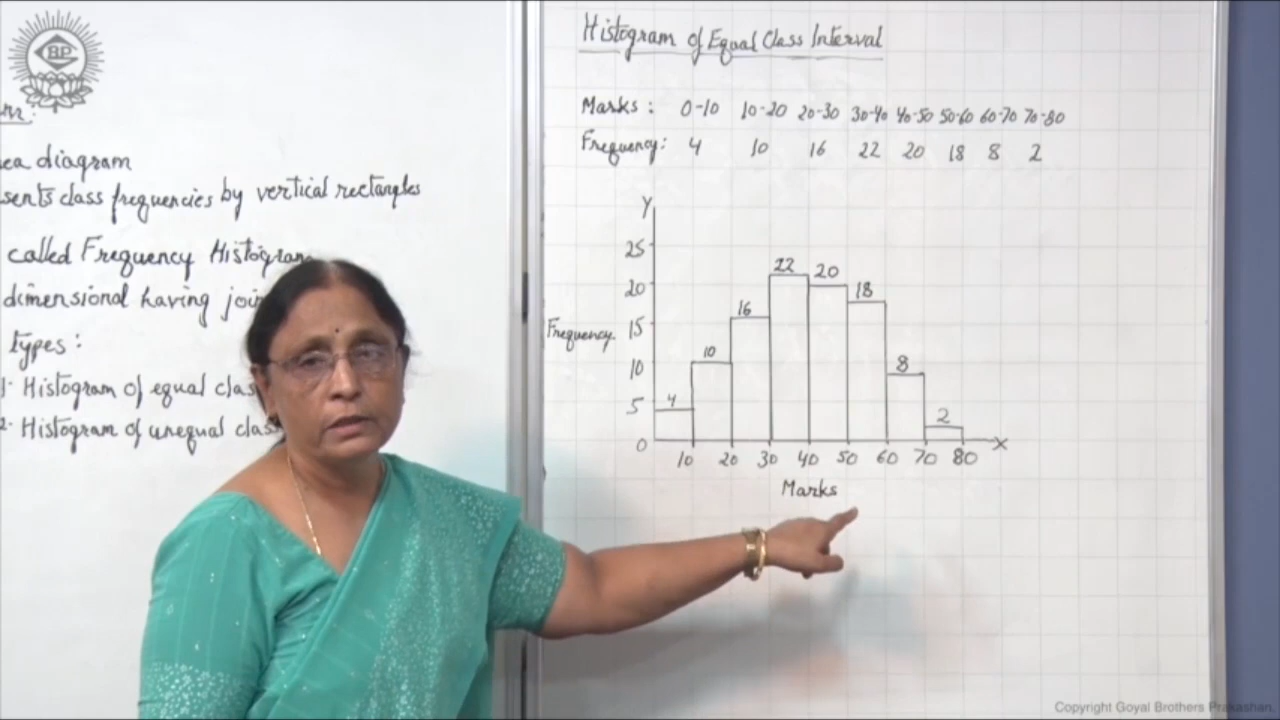 BP
ea diagram
sents class frequencies by vertical rectangles
called Frequency Histogram
dimensional having join
types:
1. Histogram of equal clas
2. Histogram of unequal clas
Histogram of Equal Class Interval
Marks: 0-10 10-20 20-30 30-40 40-50 50-60 60-70 70-80
Frequency: 4 10 16 22 20 18 8 2
Y
25
20
15
10
5
0
Frequency
4 10 16 22 20 18 8 2
10 20 30 40 50 60 70 80 X
Marks
Copyright Goyal Brothers Prakashan.